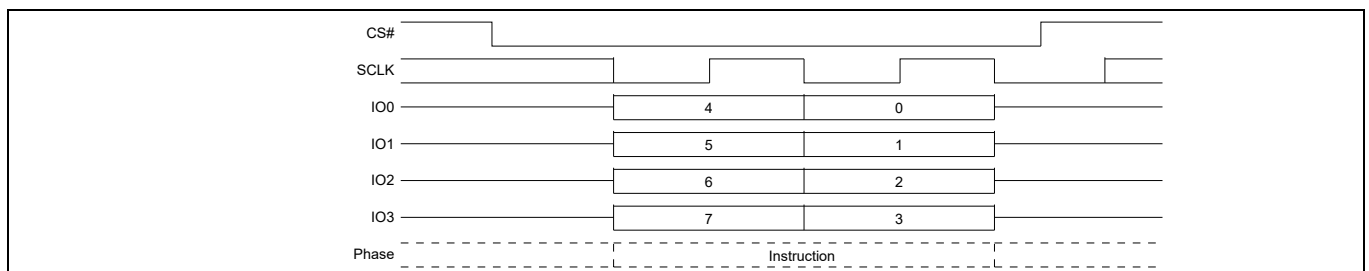 CS#
SCLK
IO0 4 0
IO1 5 1
IO2 6 2
IO3 7 3
Phase Instruction